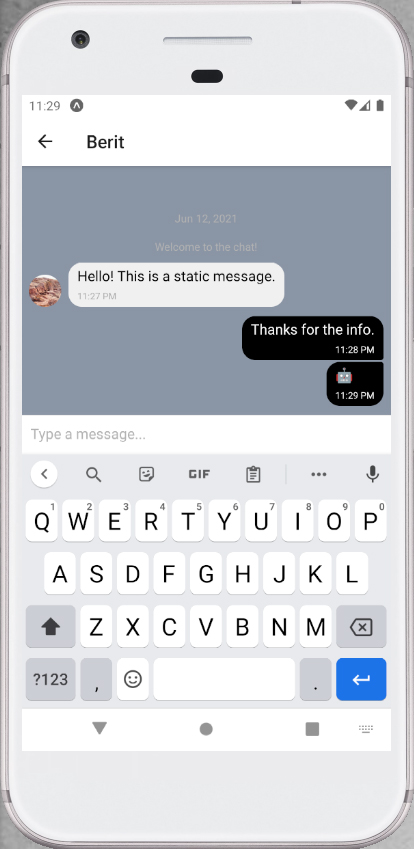 11:29
Berit
Jun 12, 2021
Welcome to the chat!
Hello! This is a static message.
11:27 PM
Thanks for the info.
11:28 PM
🤖
11:29 PM
Type a message...
GIF
1 2 3 4 5 6 7 8 9 0
Q W E R T Y U I O P
A S D F G H J K L
Z X C V B N M
?123 , .